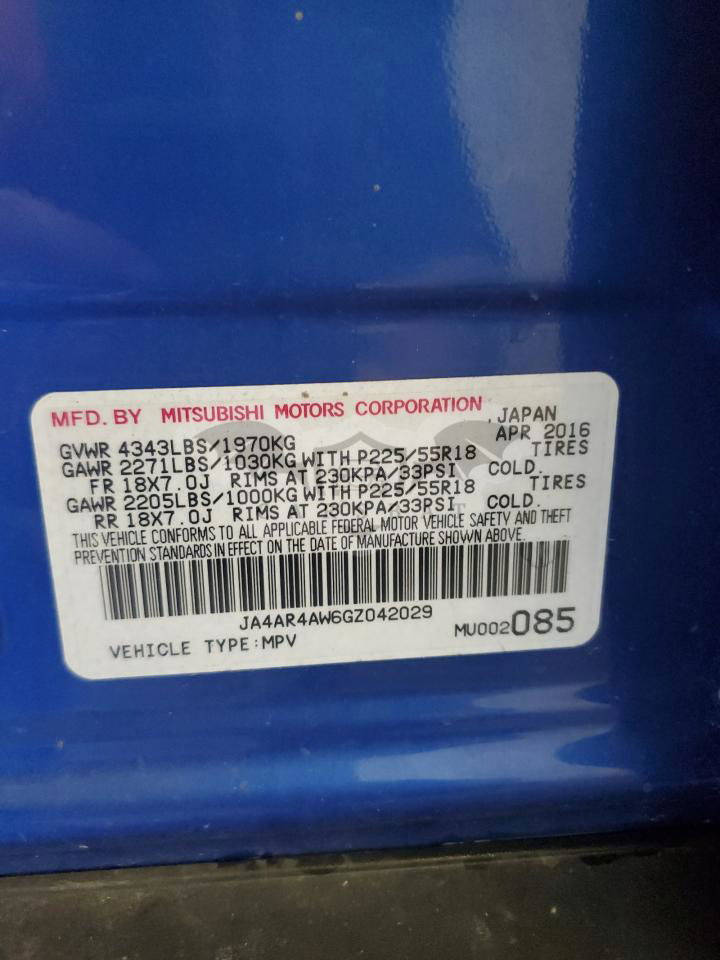 MFD. BY MITSUBISHI MOTORS CORPORATION , JAPAN
GVWR 4343LBS/1970KG APR 2016
GAWR 2271LBS/1030KG WITH P225/55R18 TIRES
FR 18X7.0J RIMS AT 230KPA/33PSI COLD.
GAWR 2205LBS/1000KG WITH P225/55R18 TIRES
RR 18X7.0J RIMS AT 230KPA/33PSI COLD.
THIS VEHICLE CONFORMS TO ALL APPLICABLE FEDERAL MOTOR VEHICLE SAFETY AND THEFT
PREVENTION STANDARDS IN EFFECT ON THE DATE OF MANUFACTURE SHOWN ABOVE.
JA4AR4AW6GZ042029
VEHICLE TYPE:MPV MU002085